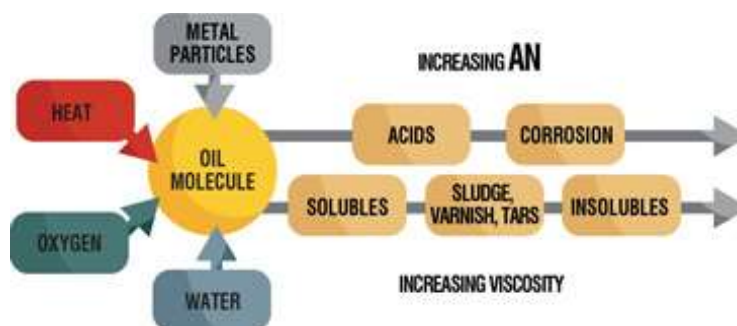 METAL
PARTICLES
INCREASING AN
HEAT
ACIDS
CORROSION
OIL
MOLECULE
SOLUBLES
SLUDGE,
VARNISH, TARS
INSOLUBLES
OXYGEN
WATER
INCREASING VISCOSITY